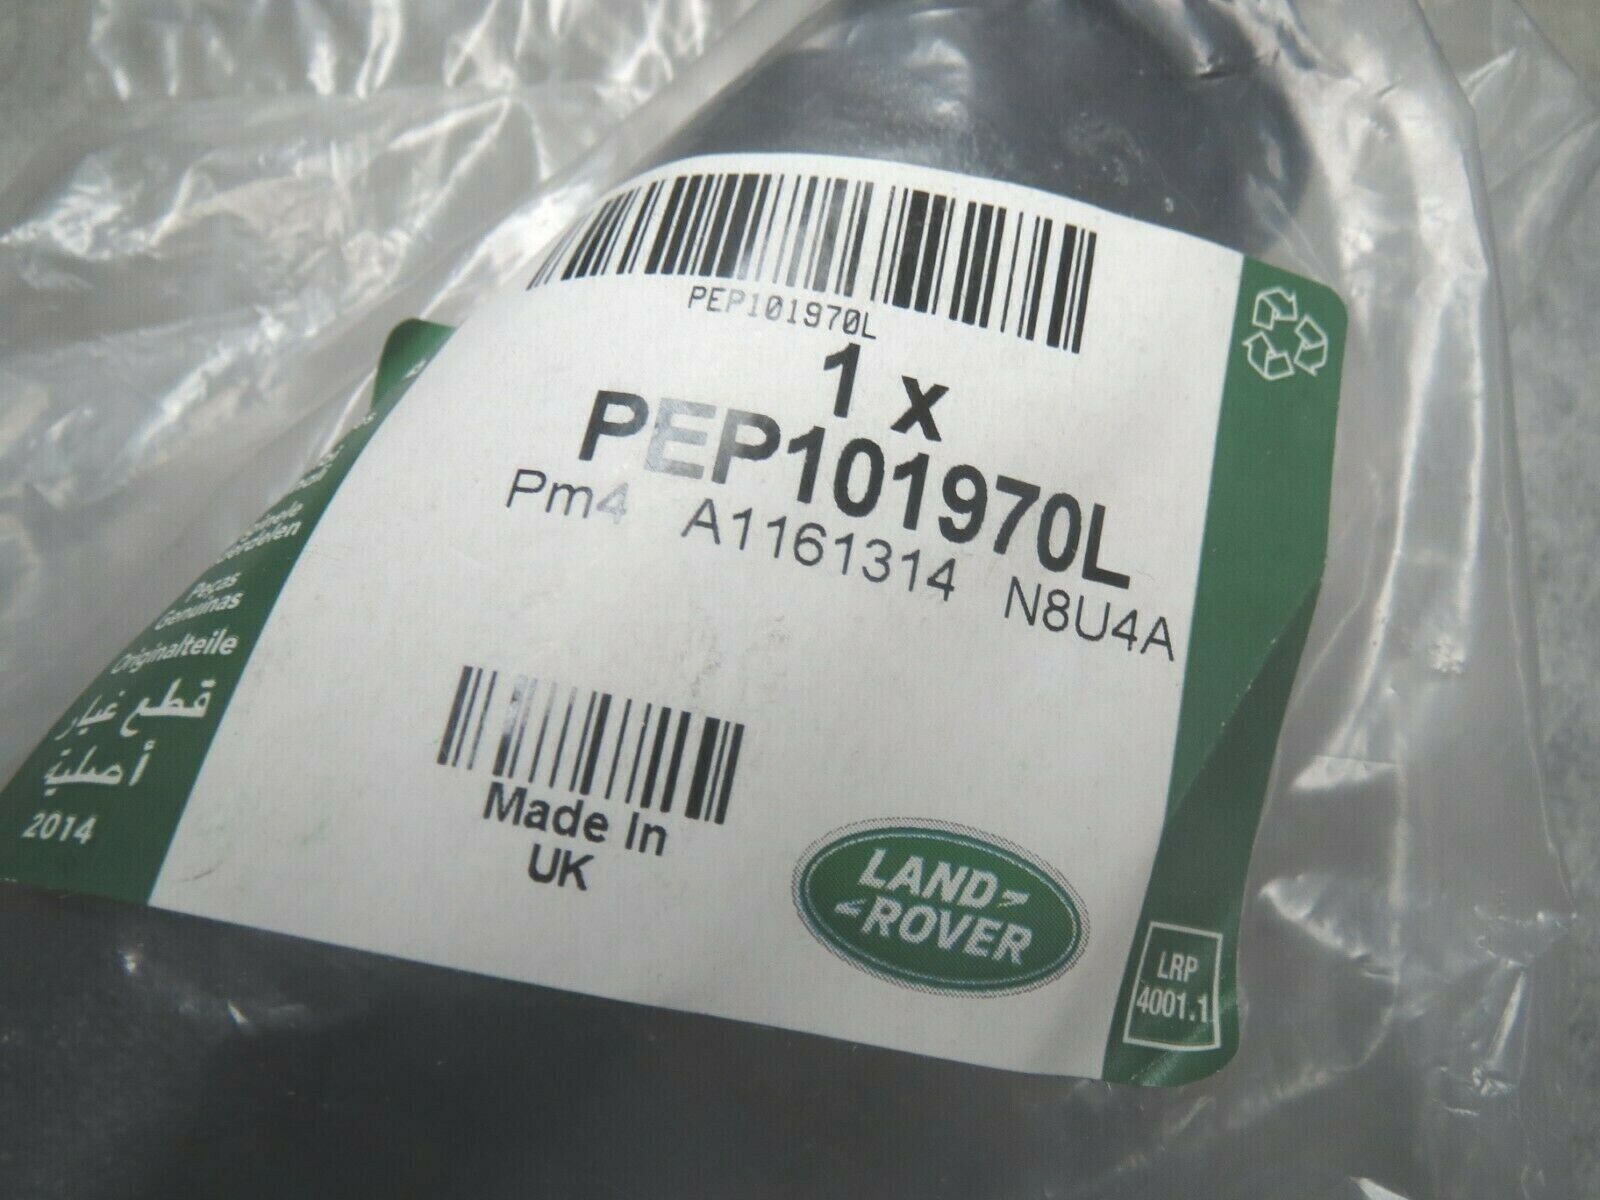 PEP101970L
1 x
PEP101970L
Pm4 A1161314 N8U4A
Made In
UK
LAND
ROVER
LRP
4001.1
Peças
Genuínas
Originalteile
قطع غيار
أصلية
2014